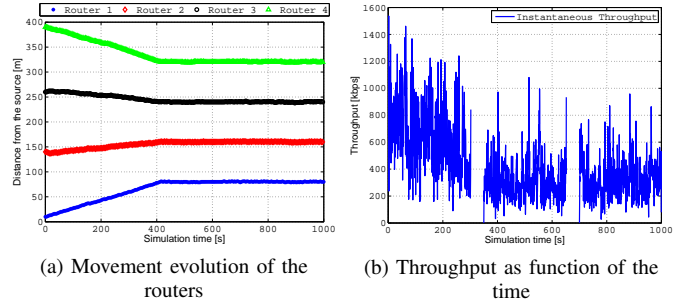 Router 1 Router 2 Router 3 Router 4
400
350
300
250
200
150
100
50
0
Distance from the source [m]
0 200 400 600 800 1000
Simulation time [s]
(a) Movement evolution of the
routers
Instantaneous Throughput
1600
1400
1200
1000
800
600
400
200
0
Throughput [kbps]
0 200 400 600 800 1000
Simulation time [s]
(b) Throughput as function of the
time